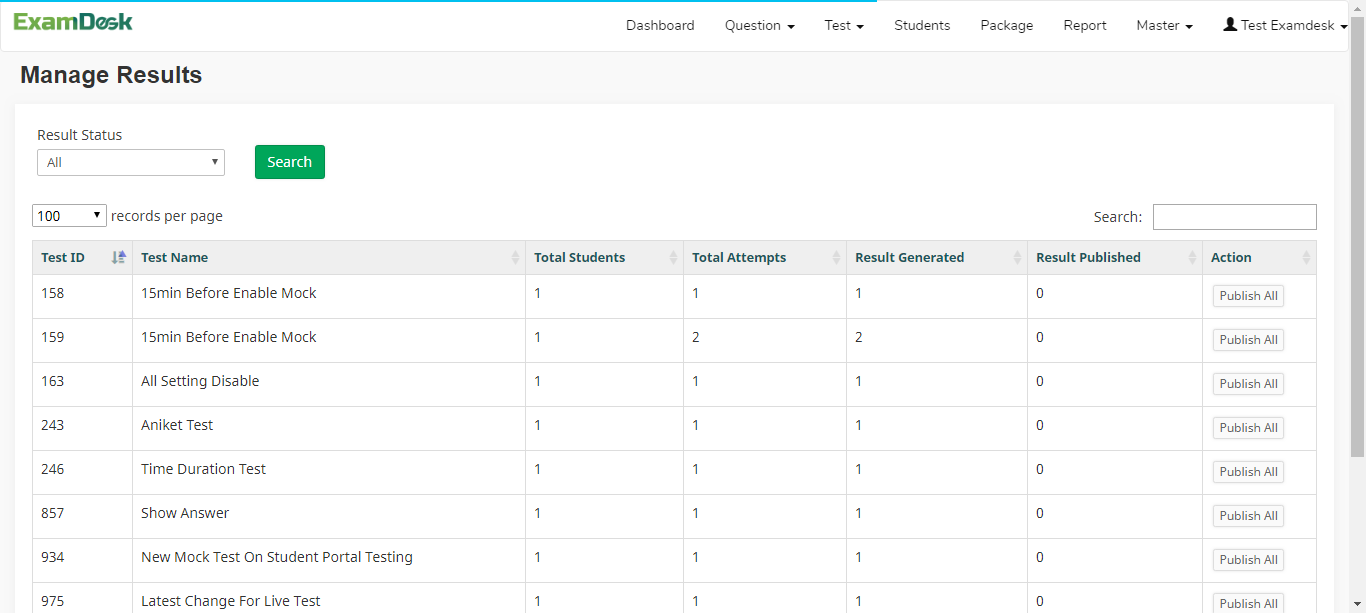 ExamDesk Dashboard Question Test Students Package Report Master Test Examdesk
Manage Results
Result Status
All Search
100 records per page Search:
Test ID Test Name Total Students Total Attempts Result Generated Result Published Action
158 15min Before Enable Mock 1 1 1 0 Publish All
159 15min Before Enable Mock 1 2 2 0 Publish All
163 All Setting Disable 1 1 1 0 Publish All
243 Aniket Test 1 1 1 0 Publish All
246 Time Duration Test 1 1 1 0 Publish All
857 Show Answer 1 1 1 0 Publish All
934 New Mock Test On Student Portal Testing 1 1 1 0 Publish All
975 Latest Change For Live Test 1 1 1 0 Publish All